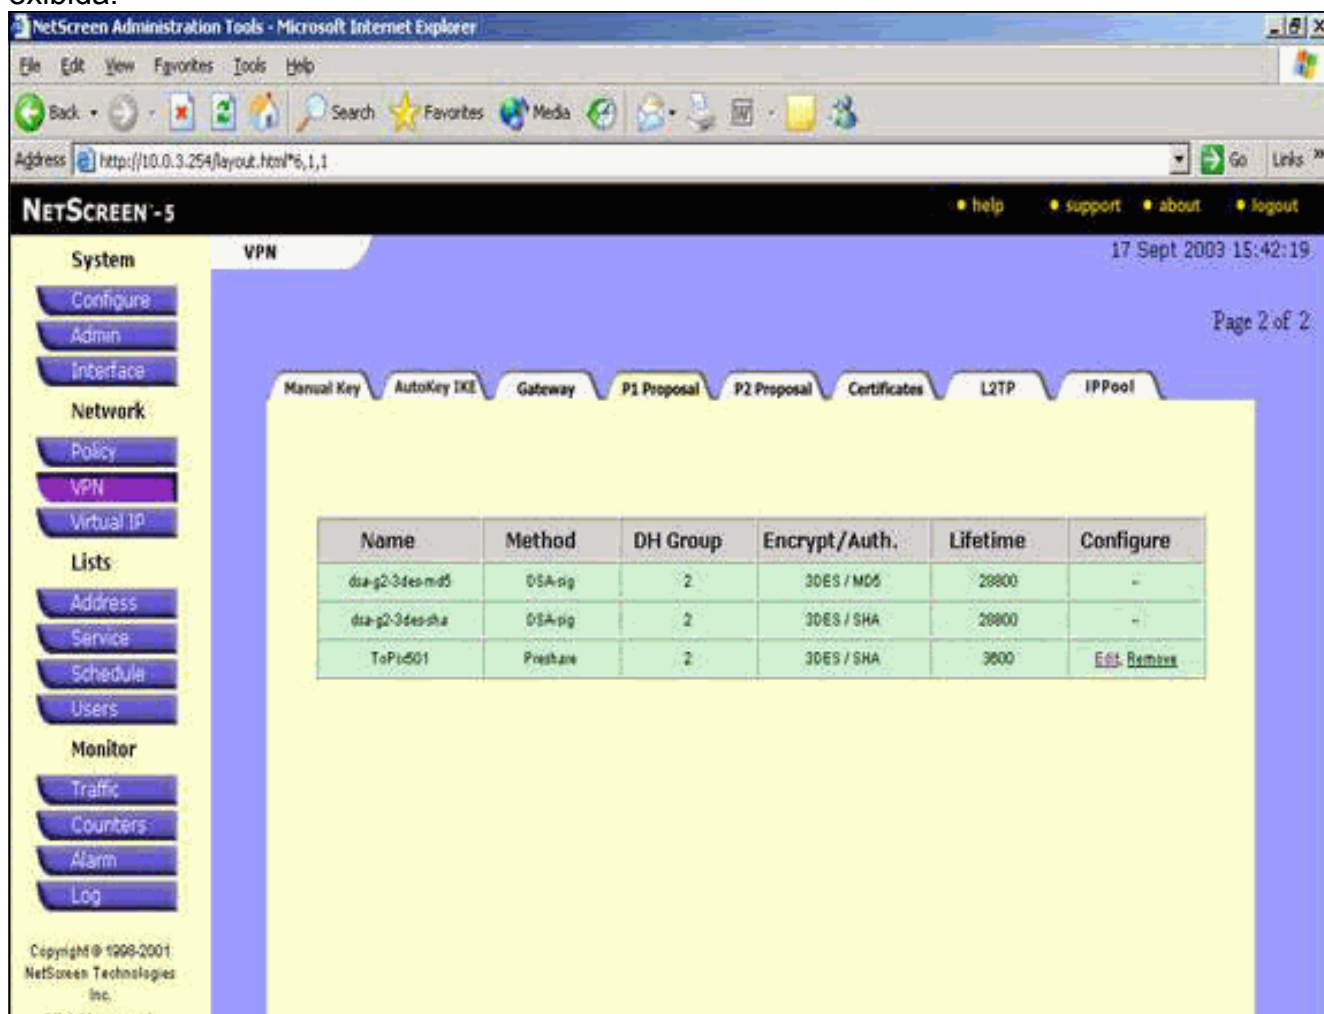 exibida.
NetScreen Administration Tools - Microsoft Internet Explorer
File Edit View Favorites Tools Help
Back Search Favorites Media
Address http://10.0.3.254/layout.html*6,1,1 Go Links »
NETSCREEN-5
help support about logout
System
Configure
Admin
Interface
Network
Policy
VPN
Virtual IP
Lists
Address
Service
Schedule
Users
Monitor
Traffic
Counters
Alarm
Log
Copyright © 1998-2001
NetScreen Technologies
Inc.
VPN
17 Sept 2003 15:42:19
Page 2 of 2
Manual Key AutoKey IKE Gateway P1 Proposal P2 Proposal Certificates L2TP IPPool
Name Method DH Group Encrypt/Auth. Lifetime Configure
dsa-g2-3des-md5 DSA-sig 2 3DES / MD5 28800 -
dsa-g2-3des-sha DSA-sig 2 3DES / SHA 28800 -
ToPix501 Preshare 2 3DES / SHA 3600 Edit, Remove